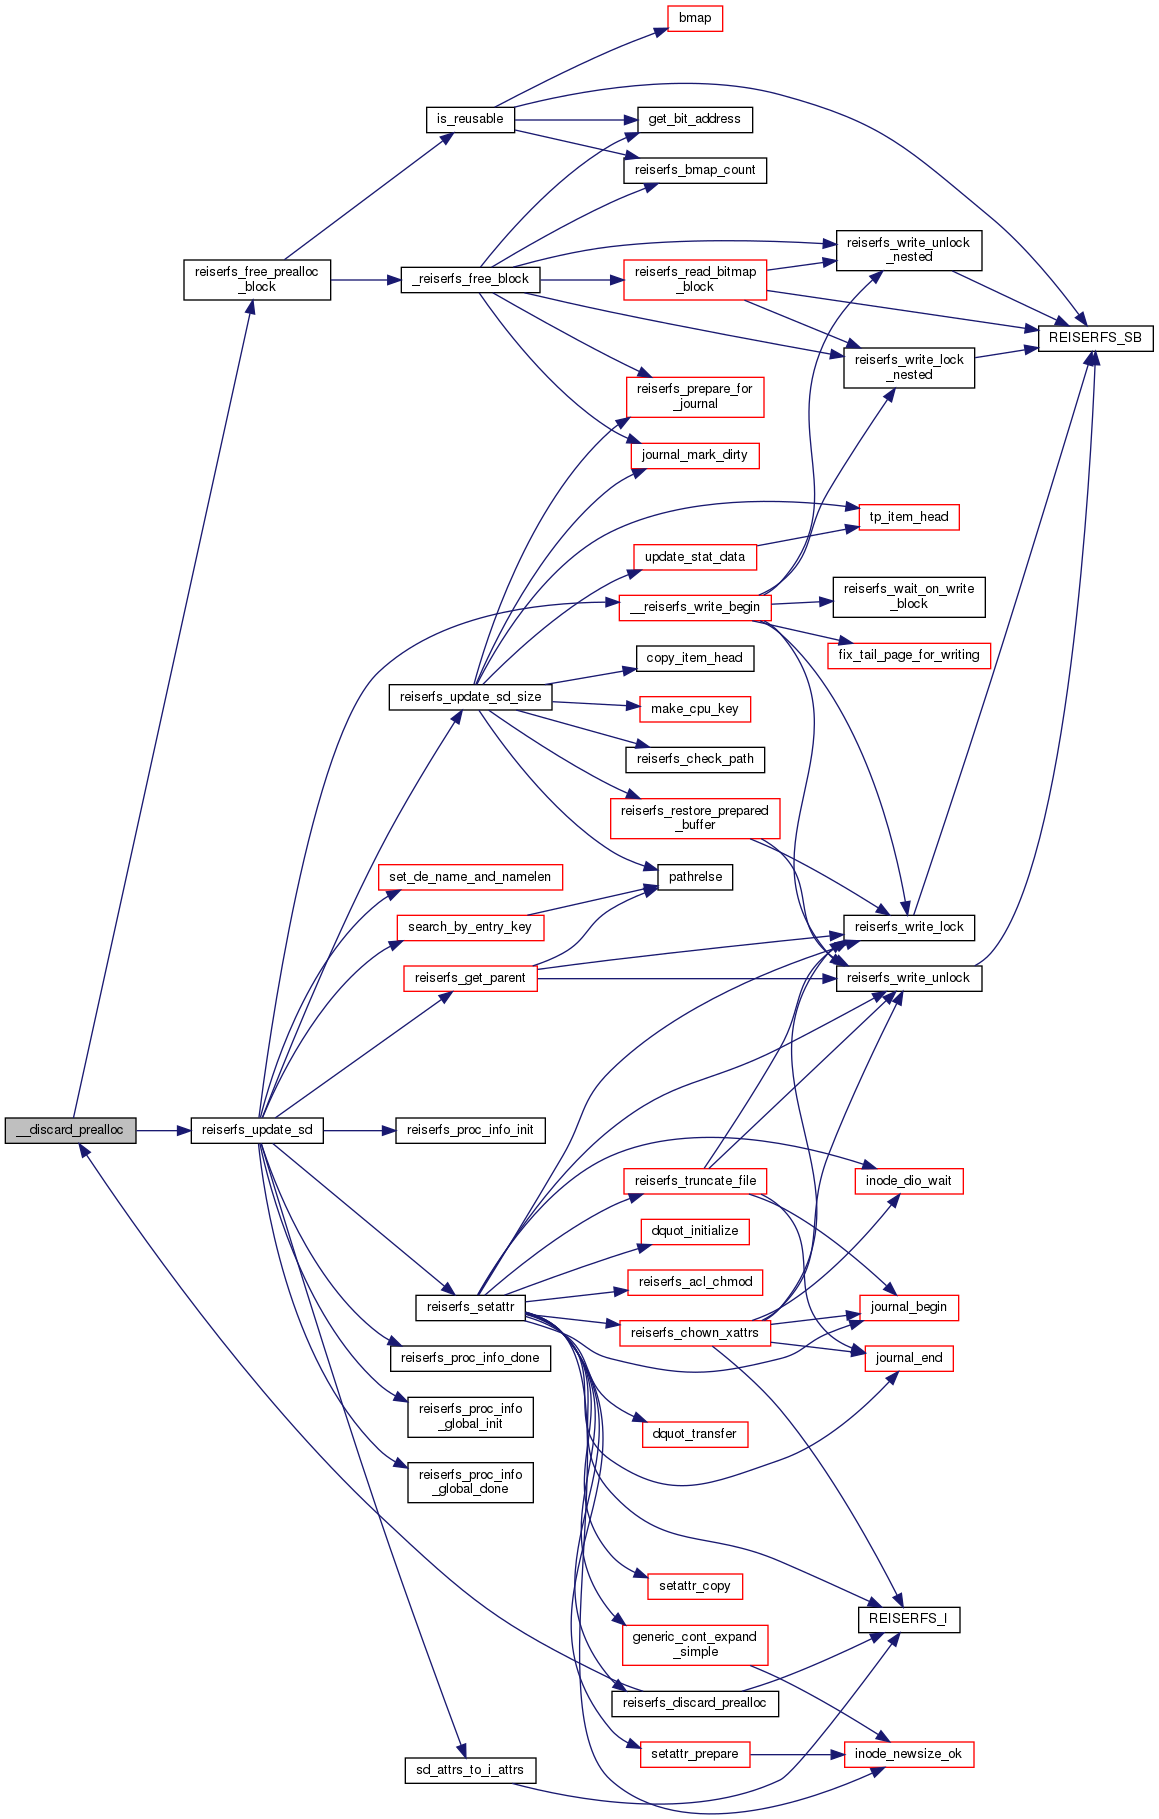 bmap
is_reusable
get_bit_address
reiserfs_bmap_count
reiserfs_free_prealloc
_block
_reiserfs_free_block
reiserfs_read_bitmap
_block
reiserfs_write_unlock
_nested
REISERFS_SB
reiserfs_write_lock
_nested
reiserfs_prepare_for
_journal
journal_mark_dirty
tp_item_head
update_stat_data
__reiserfs_write_begin
reiserfs_wait_on_write
_block
fix_tail_page_for_writing
copy_item_head
reiserfs_update_sd_size
make_cpu_key
reiserfs_check_path
reiserfs_restore_prepared
_buffer
set_de_name_and_namelen
pathrelse
search_by_entry_key
reiserfs_write_lock
reiserfs_get_parent
reiserfs_write_unlock
__discard_prealloc
reiserfs_update_sd
reiserfs_proc_info_init
reiserfs_truncate_file
inode_dio_wait
dquot_initialize
reiserfs_acl_chmod
reiserfs_setattr
journal_begin
reiserfs_chown_xattrs
reiserfs_proc_info_done
journal_end
reiserfs_proc_info
_global_init
dquot_transfer
reiserfs_proc_info
_global_done
setattr_copy
REISERFS_I
generic_cont_expand
_simple
reiserfs_discard_prealloc
setattr_prepare
inode_newsize_ok
sd_attrs_to_i_attrs